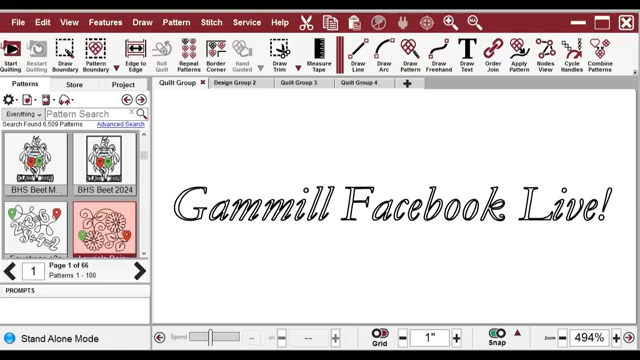 File Edit View Features Draw Pattern Stitch Service Help
ALL
Start Quilting
Restart Quilting
Draw Boundary
Pattern Boundary
Edge to Edge
Roll Quilt
Repeat Patterns
Border Corner
Hand Guided
Draw Trim
Measure Tape
Draw Line
Draw Arc
Draw Pattern
Draw Freehand
Draw Text
Order Join
Apply Pattern
Nodes View
Cycle Handles
Combine Patterns
Patterns Store Project
Quilt Group Design Group 2 Quilt Group 3 Quilt Group 4
Everything Pattern Search
Search Found 6,509 Patterns Advanced Search
BHS Beet M... BHS Beet 2024
Gammill Facebook Live!
1 Page 1 of 66
Patterns 1 - 100
PROMPTS
Stand Alone Mode
Speed -- on -- Grid 1" Snap Zoom 494%